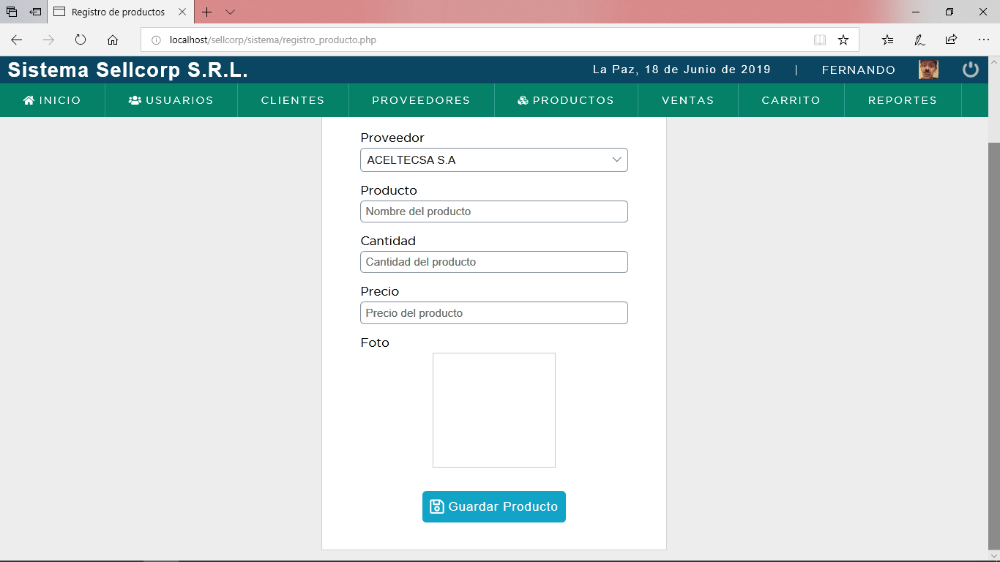 Registro de productos
localhost/sellcorp/sistema/registro_producto.php
Sistema Sellcorp S.R.L.
La Paz, 18 de Junio de 2019 | FERNANDO
INICIO USUARIOS CLIENTES PROVEEDORES PRODUCTOS VENTAS CARRITO REPORTES
Proveedor
ACELTECSA S.A
Producto
Nombre del producto
Cantidad
Cantidad del producto
Precio
Precio del producto
Foto
Guardar Producto